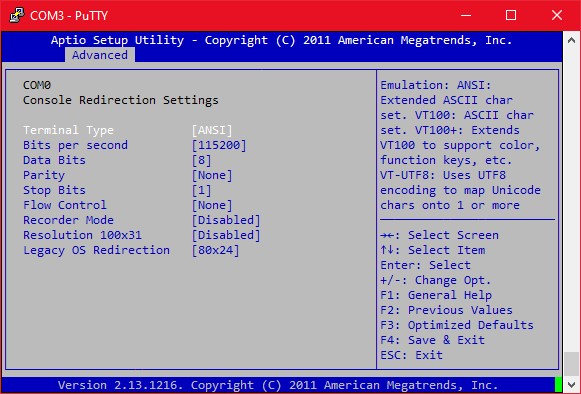 COM3 - PuTTY
Aptio Setup Utility - Copyright (C) 2011 American Megatrends, Inc.
Advanced
COM0
Console Redirection Settings
Terminal Type [ANSI]
Bits per second [115200]
Data Bits [8]
Parity [None]
Stop Bits [1]
Flow Control [None]
Recorder Mode [Disabled]
Resolution 100x31 [Disabled]
Legacy OS Redirection [80x24]
Emulation: ANSI:
Extended ASCII char
set. VT100: ASCII char
set. VT100+: Extends
VT100 to support color,
function keys, etc.
VT-UTF8: Uses UTF8
encoding to map Unicode
chars onto 1 or more
→←: Select Screen
↑↓: Select Item
Enter: Select
+/-: Change Opt.
F1: General Help
F2: Previous Values
F3: Optimized Defaults
F4: Save & Exit
ESC: Exit
Version 2.13.1216. Copyright (C) 2011 American Megatrends, Inc.